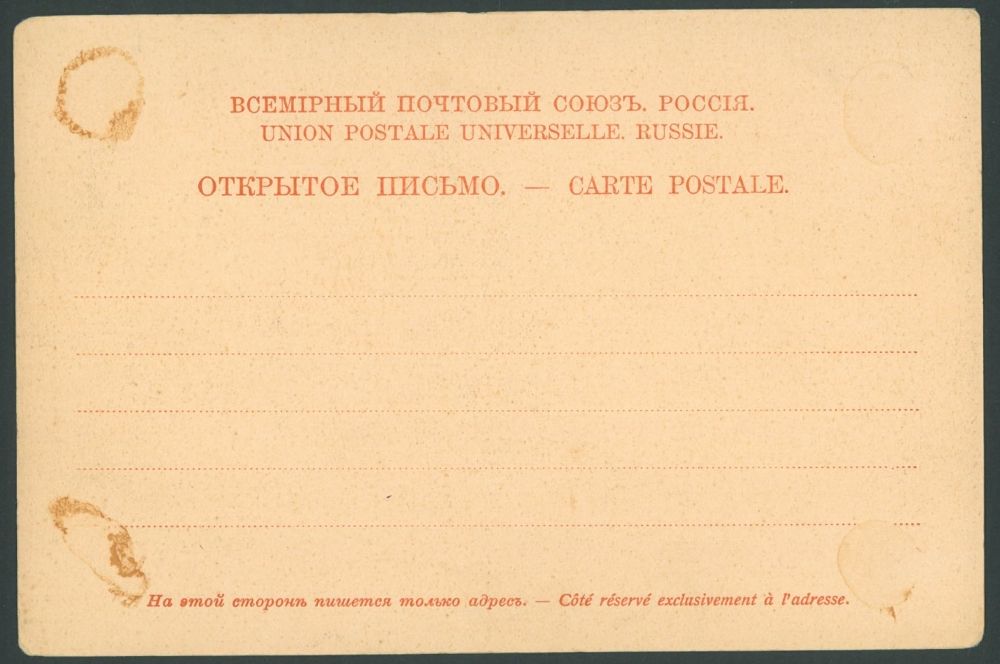 ВСЕМІРНЫЙ ПОЧТОВЫЙ СОЮЗЪ. РОССІЯ.
UNION POSTALE UNIVERSELLE. RUSSIE.
ОТКРЫТОЕ ПИСЬМО. — CARTE POSTALE.
На этой сторонѣ пишется только адресъ. — Côté réservé exclusivement à l'adresse.